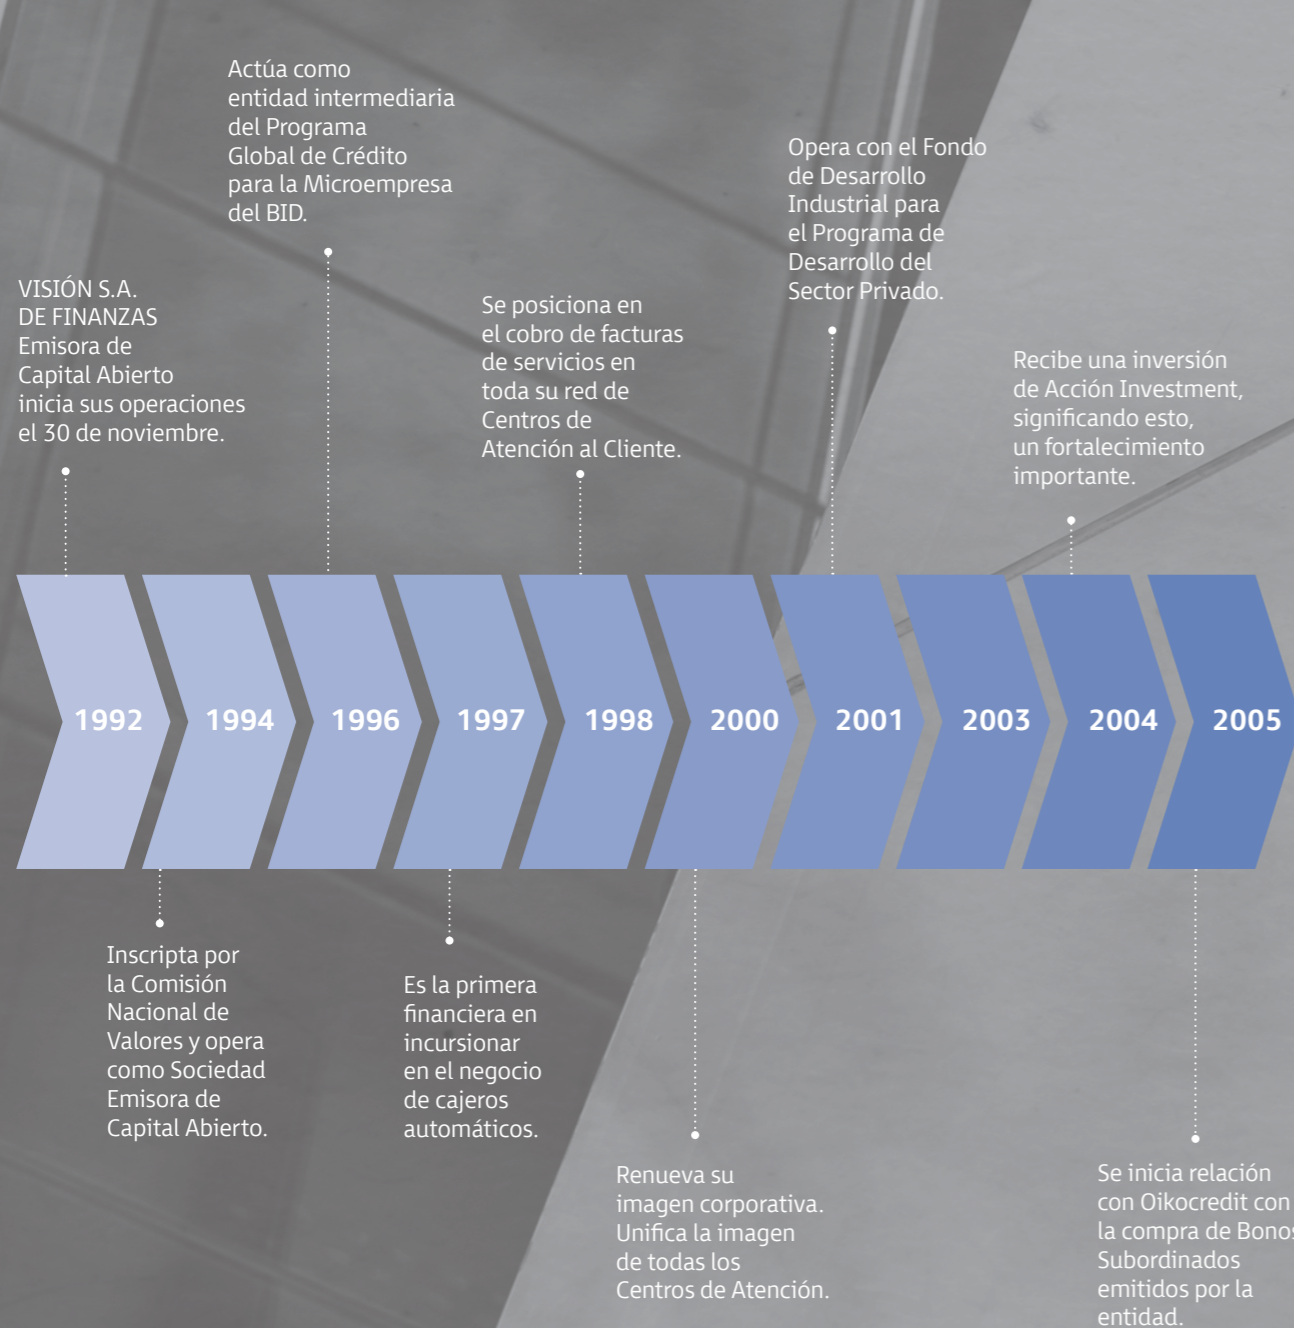 Actúa como
entidad intermediaria
del Programa
Global de Crédito
para la Microempresa
del BID.
Opera con el Fondo
de Desarrollo
Industrial para
el Programa de
Desarrollo del
Sector Privado.
VISIÓN S.A.
DE FINANZAS
Emisora de
Capital Abierto
inicia sus operaciones
el 30 de noviembre.
Se posiciona en
el cobro de facturas
de servicios en
toda su red de
Centros de
Atención al Cliente.
Recibe una inversión
de Acción Investment,
significando esto,
un fortalecimiento
importante.
1992 1994 1996 1997 1998 2000 2001 2003 2004 2005
Inscripta por
la Comisión
Nacional de
Valores y opera
como Sociedad
Emisora de
Capital Abierto.
Es la primera
financiera en
incursionar
en el negocio
de cajeros
automáticos.
Renueva su
imagen corporativa.
Unifica la imagen
de todas los
Centros de Atención.
Se inicia relación
con Oikocredit con
la compra de Bonos
Subordinados
emitidos por la
entidad.